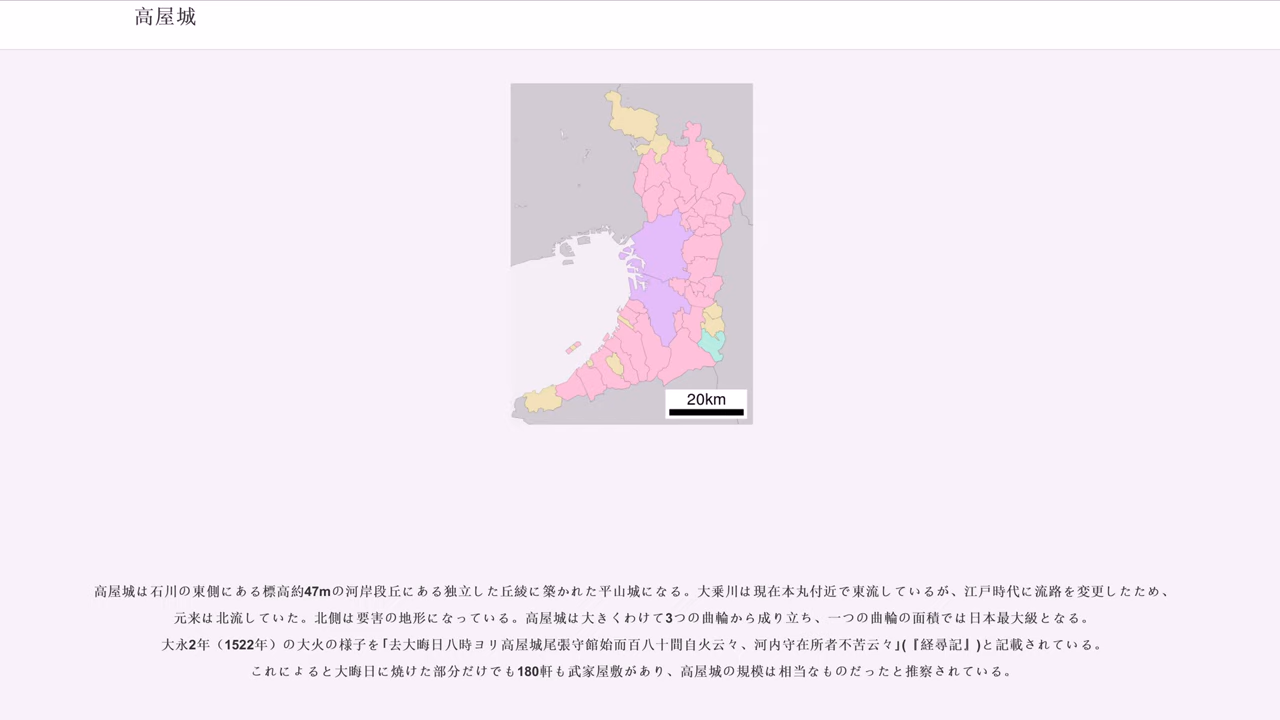 高屋城
20km
高屋城は石川の東側にある標高約47mの河岸段丘にある独立した丘綾に築かれた平山城になる。大乗川は現在本丸付近で東流しているが、江戸時代に流路を変更したため、
元来は北流していた。北側は要害の地形になっている。高屋城は大きくわけて3つの曲輪から成り立ち、一つの曲輪の面積では日本最大級となる。
大永2年（1522年）の大火の様子を｢去大晦日八時ヨリ高屋城尾張守館始而百八十間自火云々、河内守在所者不苦云々｣(『経尋記』)と記載されている。
これによると大晦日に焼けた部分だけでも180軒も武家屋敷があり、高屋城の規模は相当なものだったと推察されている。